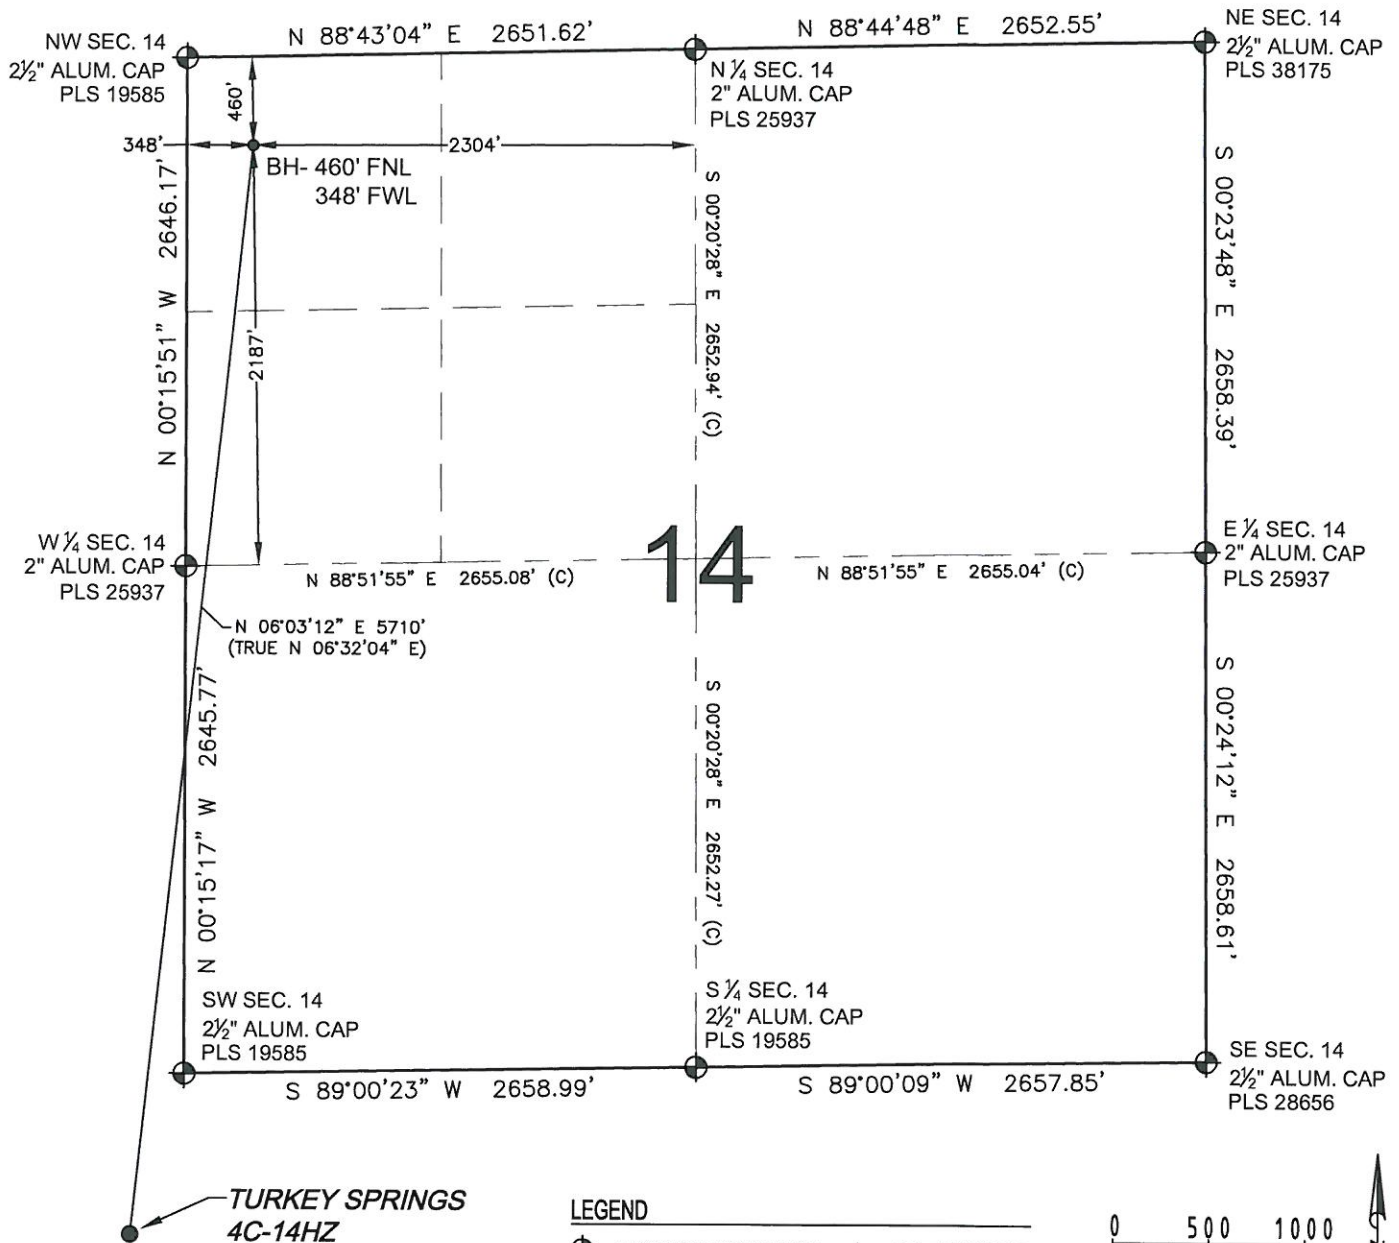 N 88°43'04" E 2651.62'
N 88°44'48" E 2652.55'
NW SEC. 14
2½" ALUM. CAP
PLS 19585
N ¼ SEC. 14
2" ALUM. CAP
PLS 25937
NE SEC. 14
2½" ALUM. CAP
PLS 38175
460'
348'
2304'
BH- 460' FNL
348' FWL
N 00°15'51" W 2646.17'
2187'
S 00°20'28" E 2652.94' (C)
S 00°23'48" E 2658.39'
W ¼ SEC. 14
2" ALUM. CAP
PLS 25937
N 88°51'55" E 2655.08' (C)
14
N 88°51'55" E 2655.04' (C)
E ¼ SEC. 14
2" ALUM. CAP
PLS 25937
N 06°03'12" E 5710'
(TRUE N 06°32'04" E)
N 00°15'17" W 2645.77'
S 00°20'28" E 2652.27' (C)
S 00°24'12" E 2658.61'
SW SEC. 14
2½" ALUM. CAP
PLS 19585
S ¼ SEC. 14
2½" ALUM. CAP
PLS 19585
SE SEC. 14
2½" ALUM. CAP
PLS 28656
S 89°00'23" W 2658.99'
S 89°00'09" W 2657.85'
TURKEY SPRINGS
4C-14HZ
LEGEND
0 500 1000